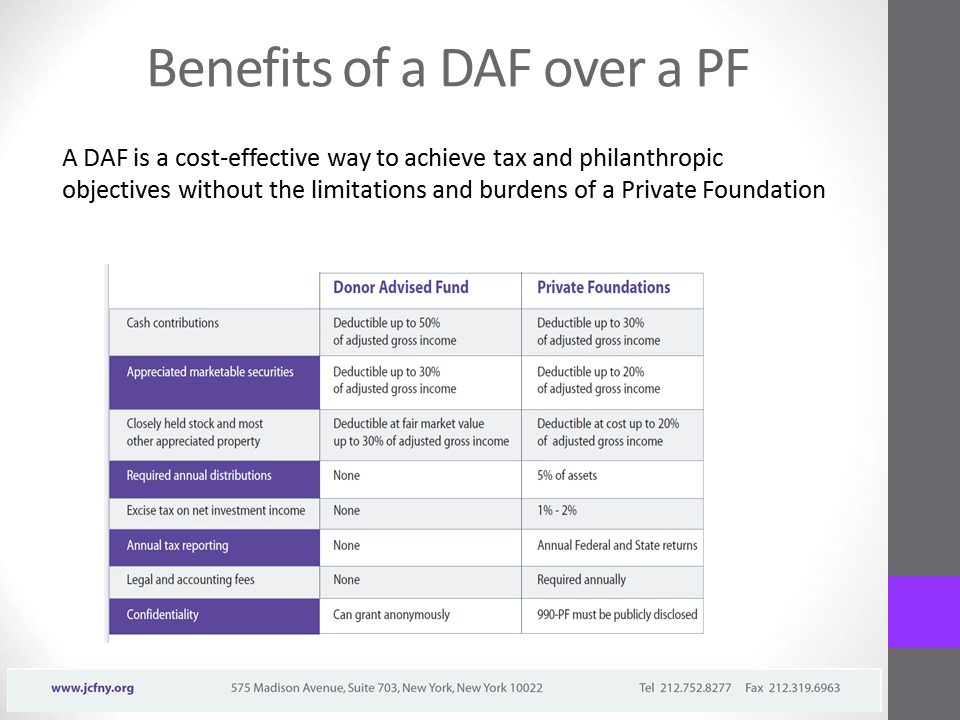 Benefits of a DAF over a PF
A DAF is a cost-effective way to achieve tax and philanthropic
objectives without the limitations and burdens of a Private Foundation
Donor Advised Fund
Private Foundations
Cash contributions
Deductible up to 50%
of adjusted gross income
Deductible up to 30%
of adjusted gross income
Appreciated marketable securities
Deductible up to 30%
of adjusted gross income
Deductible up to 20%
of adjusted gross income
Closely held stock and most
other appreciated property
Deductible at fair market value
up to 30% of adjusted gross income
Deductible at cost up to 20%
of adjusted gross income
Required annual distributions
None
5% of assets
Excise tax on net investment income
None
1% - 2%
Annual tax reporting
None
Annual Federal and State returns
Legal and accounting fees
None
Required annually
Confidentiality
Can grant anonymously
990-PF must be publicly disclosed
www.jcfny.org
575 Madison Avenue, Suite 703, New York, New York 10022
Tel 212.752.8277 Fax 212.319.6963